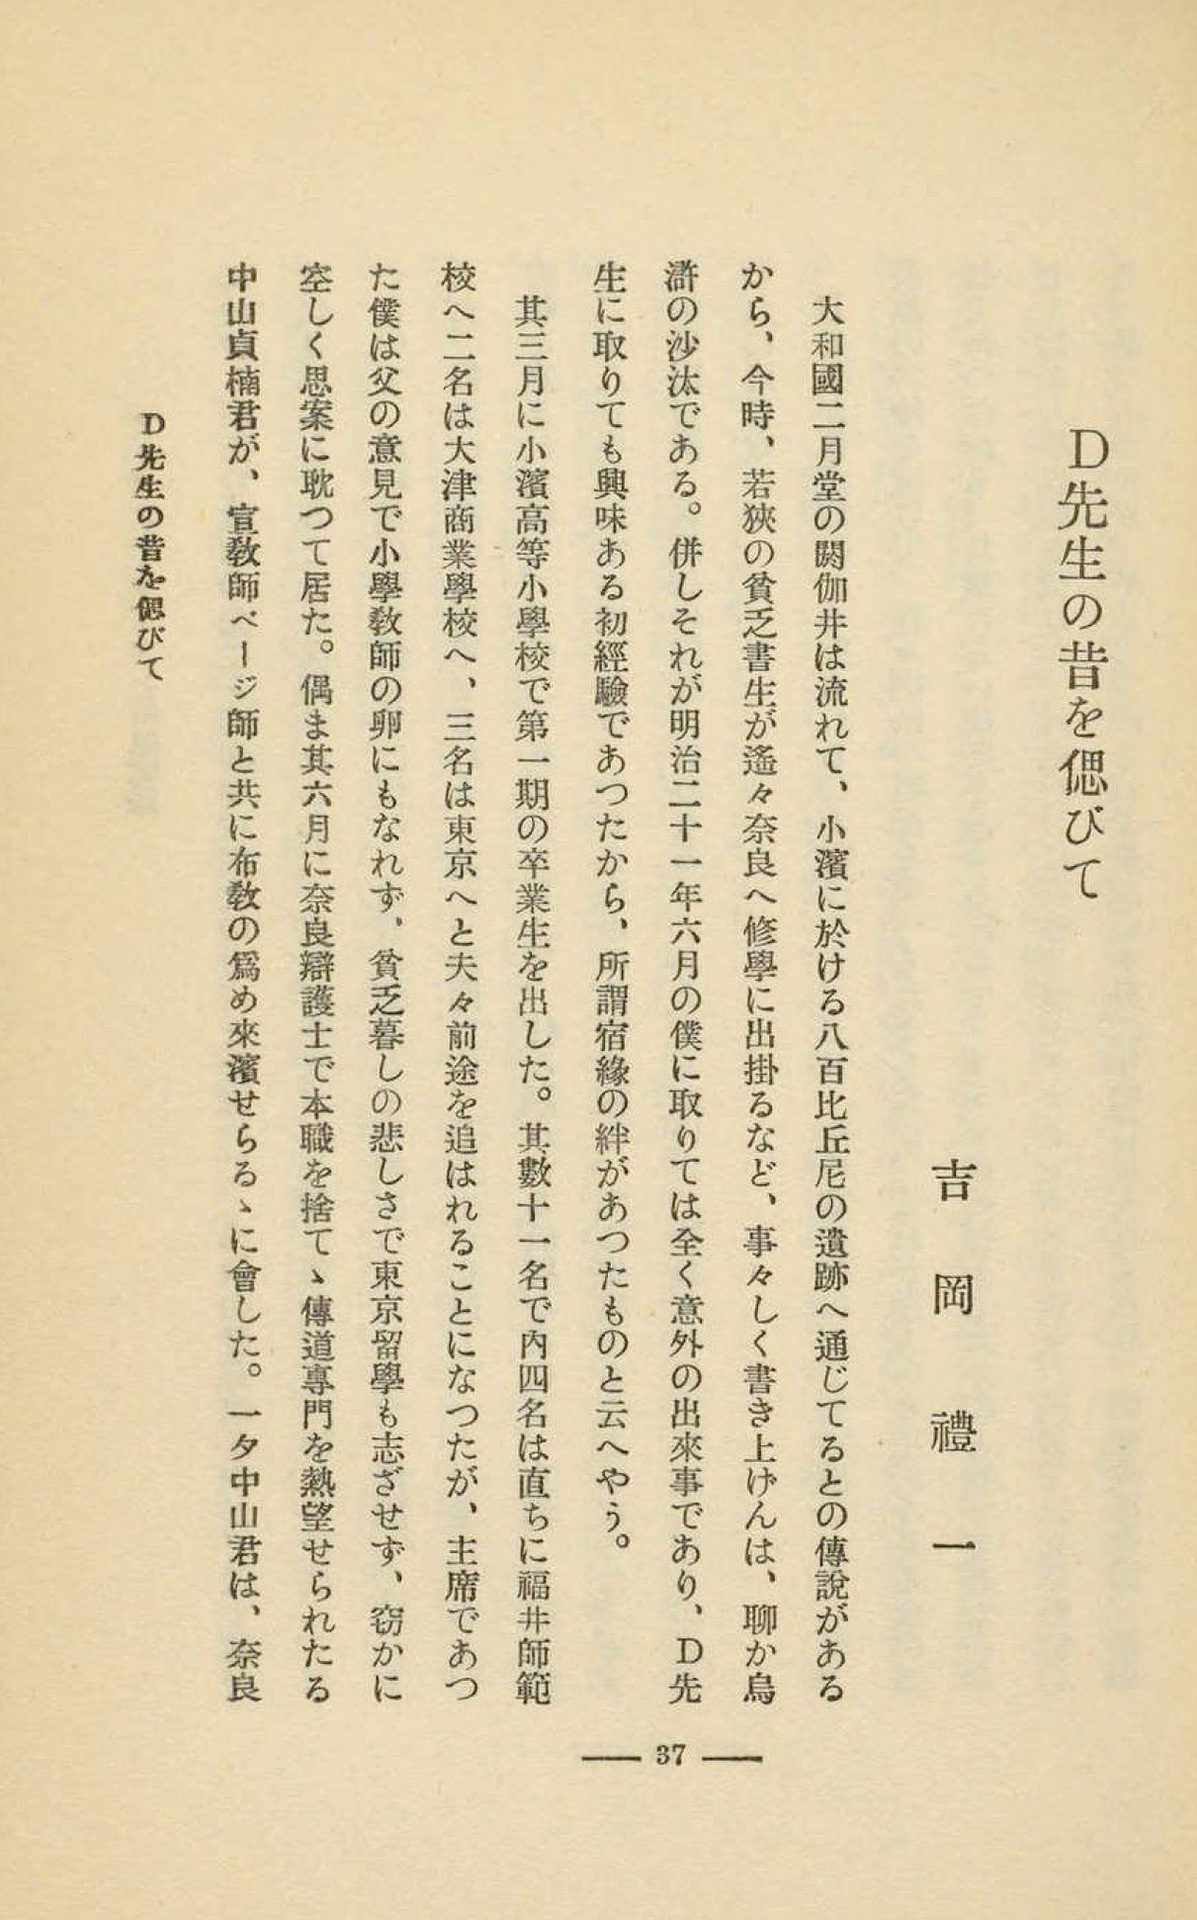 D先生の昔を偲びて
吉岡禮一
大和國二月堂の閼伽井は流れて、小濱に於ける八百比丘尼の遺跡へ通じてるとの傳說がある
から、今時、若狹の貧乏書生が遙々奈良へ修學に出掛るなど、事々しく書き上げんは、聊か烏
滸の沙汰である。併しそれが明治二十一年六月の僕に取りては全く意外の出來事であり、D先
生に取りても興味ある初經驗であつたから、所謂宿緣の絆があつたものと云へやう。
其三月に小濱高等小學校で第一期の卒業生を出した。其數十一名で內四名は直ちに福井師範
校へ二名は大津商業學校へ、三名は東京へと夫々前途を追はれることになつたが、主席であつ
た僕は父の意見で小學敎師の卵にもなれず、貧乏暮しの悲しさで東京留學も志ざせず、窃かに
空しく思案に耽つて居た。偶ま其六月に奈良辯護士で本職を捨てゝ傳道專門を熱望せられたる
中山貞楠君が、宣敎師ページ師と共に布敎の爲め來濱せらるゝに會した。一夕中山君は、奈良
D先生の昔を偲びて
37